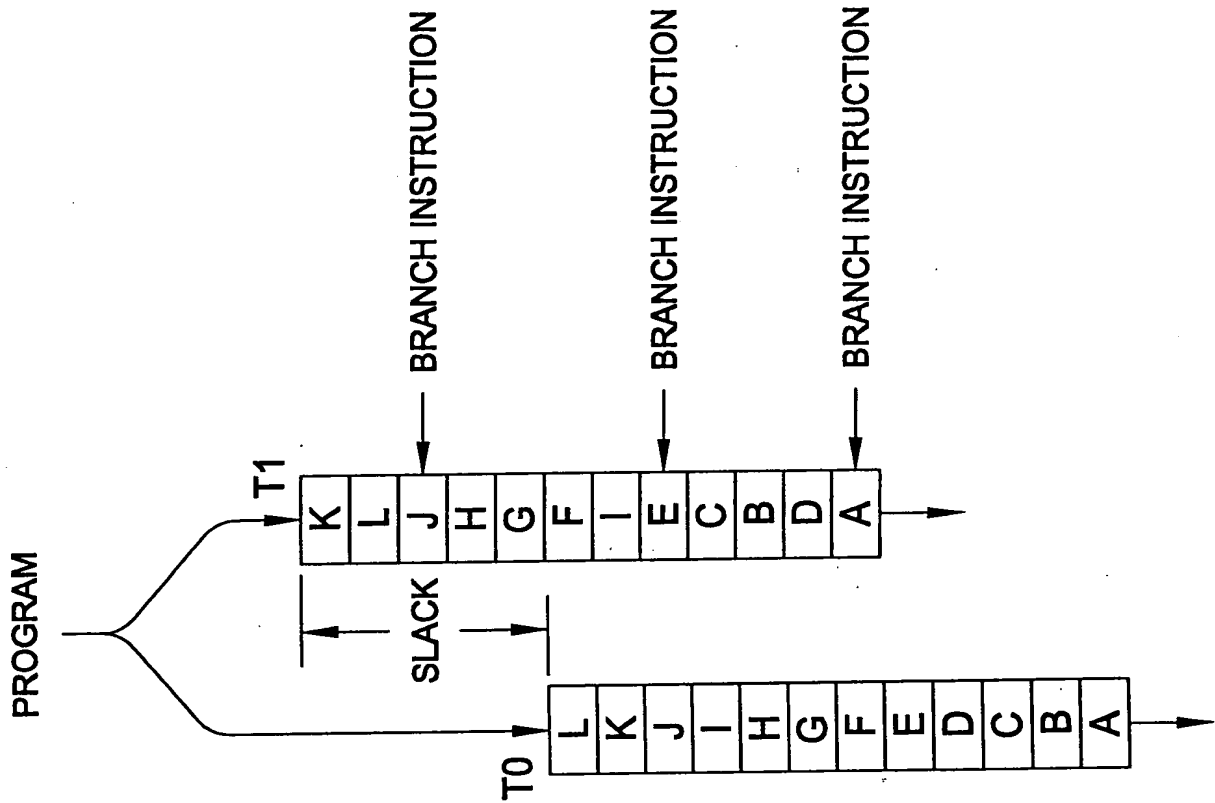 PROGRAM
T0
L
K
J
I
H
G
F
E
D
C
B
A
SLACK
T1
K
L
J
H
G
F
I
E
C
B
D
A
BRANCH INSTRUCTION
BRANCH INSTRUCTION
BRANCH INSTRUCTION